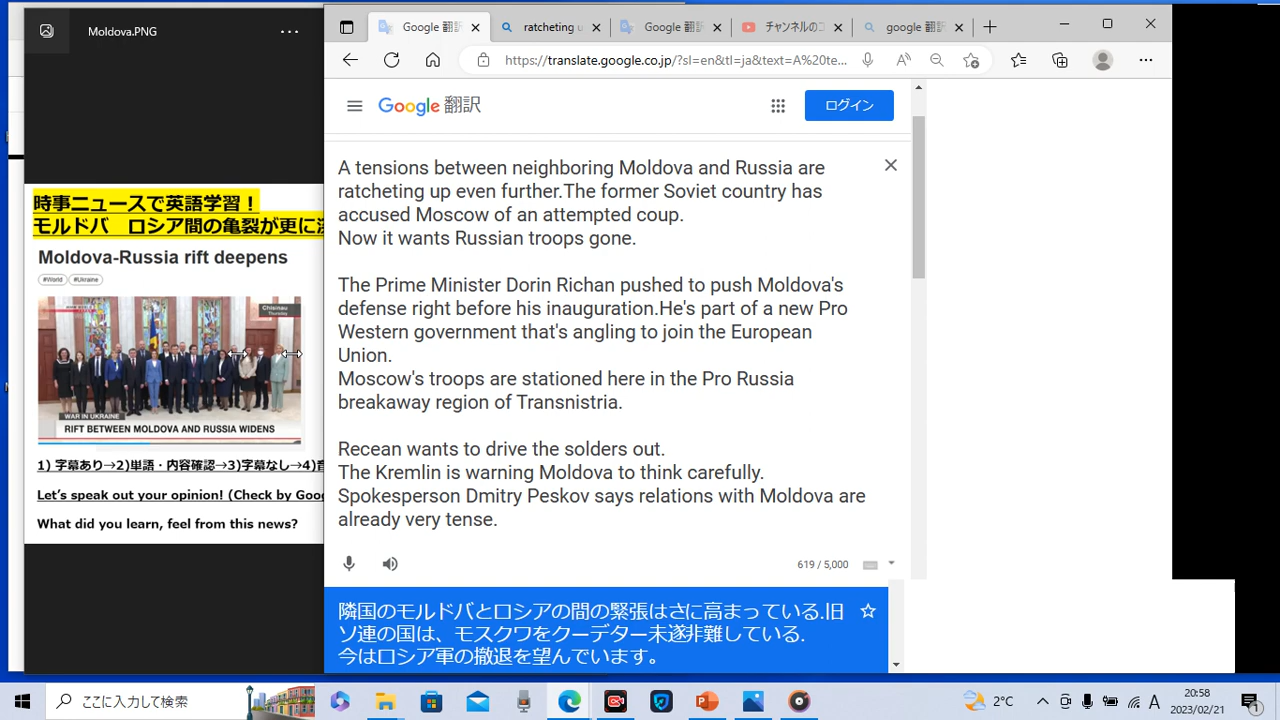 Moldova.PNG
時事ニュースで英語学習！
モルドバ　ロシア間の亀裂が更に
Moldova-Russia rift deepens
#World #Ukraine
Chisinau
Thursday
WAR IN UKRAINE
RIFT BETWEEN MOLDOVA AND RUSSIA WIDENS
1) 字幕あり→2)単語・内容確認→3)字幕なし→4)
Let's speak out your opinion! (Check by Goo
What did you learn, feel from this news?
Google 翻訳
ratcheting u
Google 翻訳
チャンネルのコ
google 翻訳
https://translate.google.co.jp/?sl=en&tl=ja&text=A%20te...
Google 翻訳
ログイン
A tensions between neighboring Moldova and Russia are
ratcheting up even further.The former Soviet country has
accused Moscow of an attempted coup.
Now it wants Russian troops gone.
The Prime Minister Dorin Richan pushed to push Moldova's
defense right before his inauguration.He's part of a new Pro
Western government that's angling to join the European
Union.
Moscow's troops are stationed here in the Pro Russia
breakaway region of Transnistria.
Recean wants to drive the solders out.
The Kremlin is warning Moldova to think carefully.
Spokesperson Dmitry Peskov says relations with Moldova are
already very tense.
619 / 5,000
隣国のモルドバとロシアの間の緊張はさに高まっている.旧
ソ連の国は、モスクワをクーデター未遂非難している.
今はロシア軍の撤退を望んでいます。
ここに入力して検索
2°C
A
20:58
2023/02/21
1